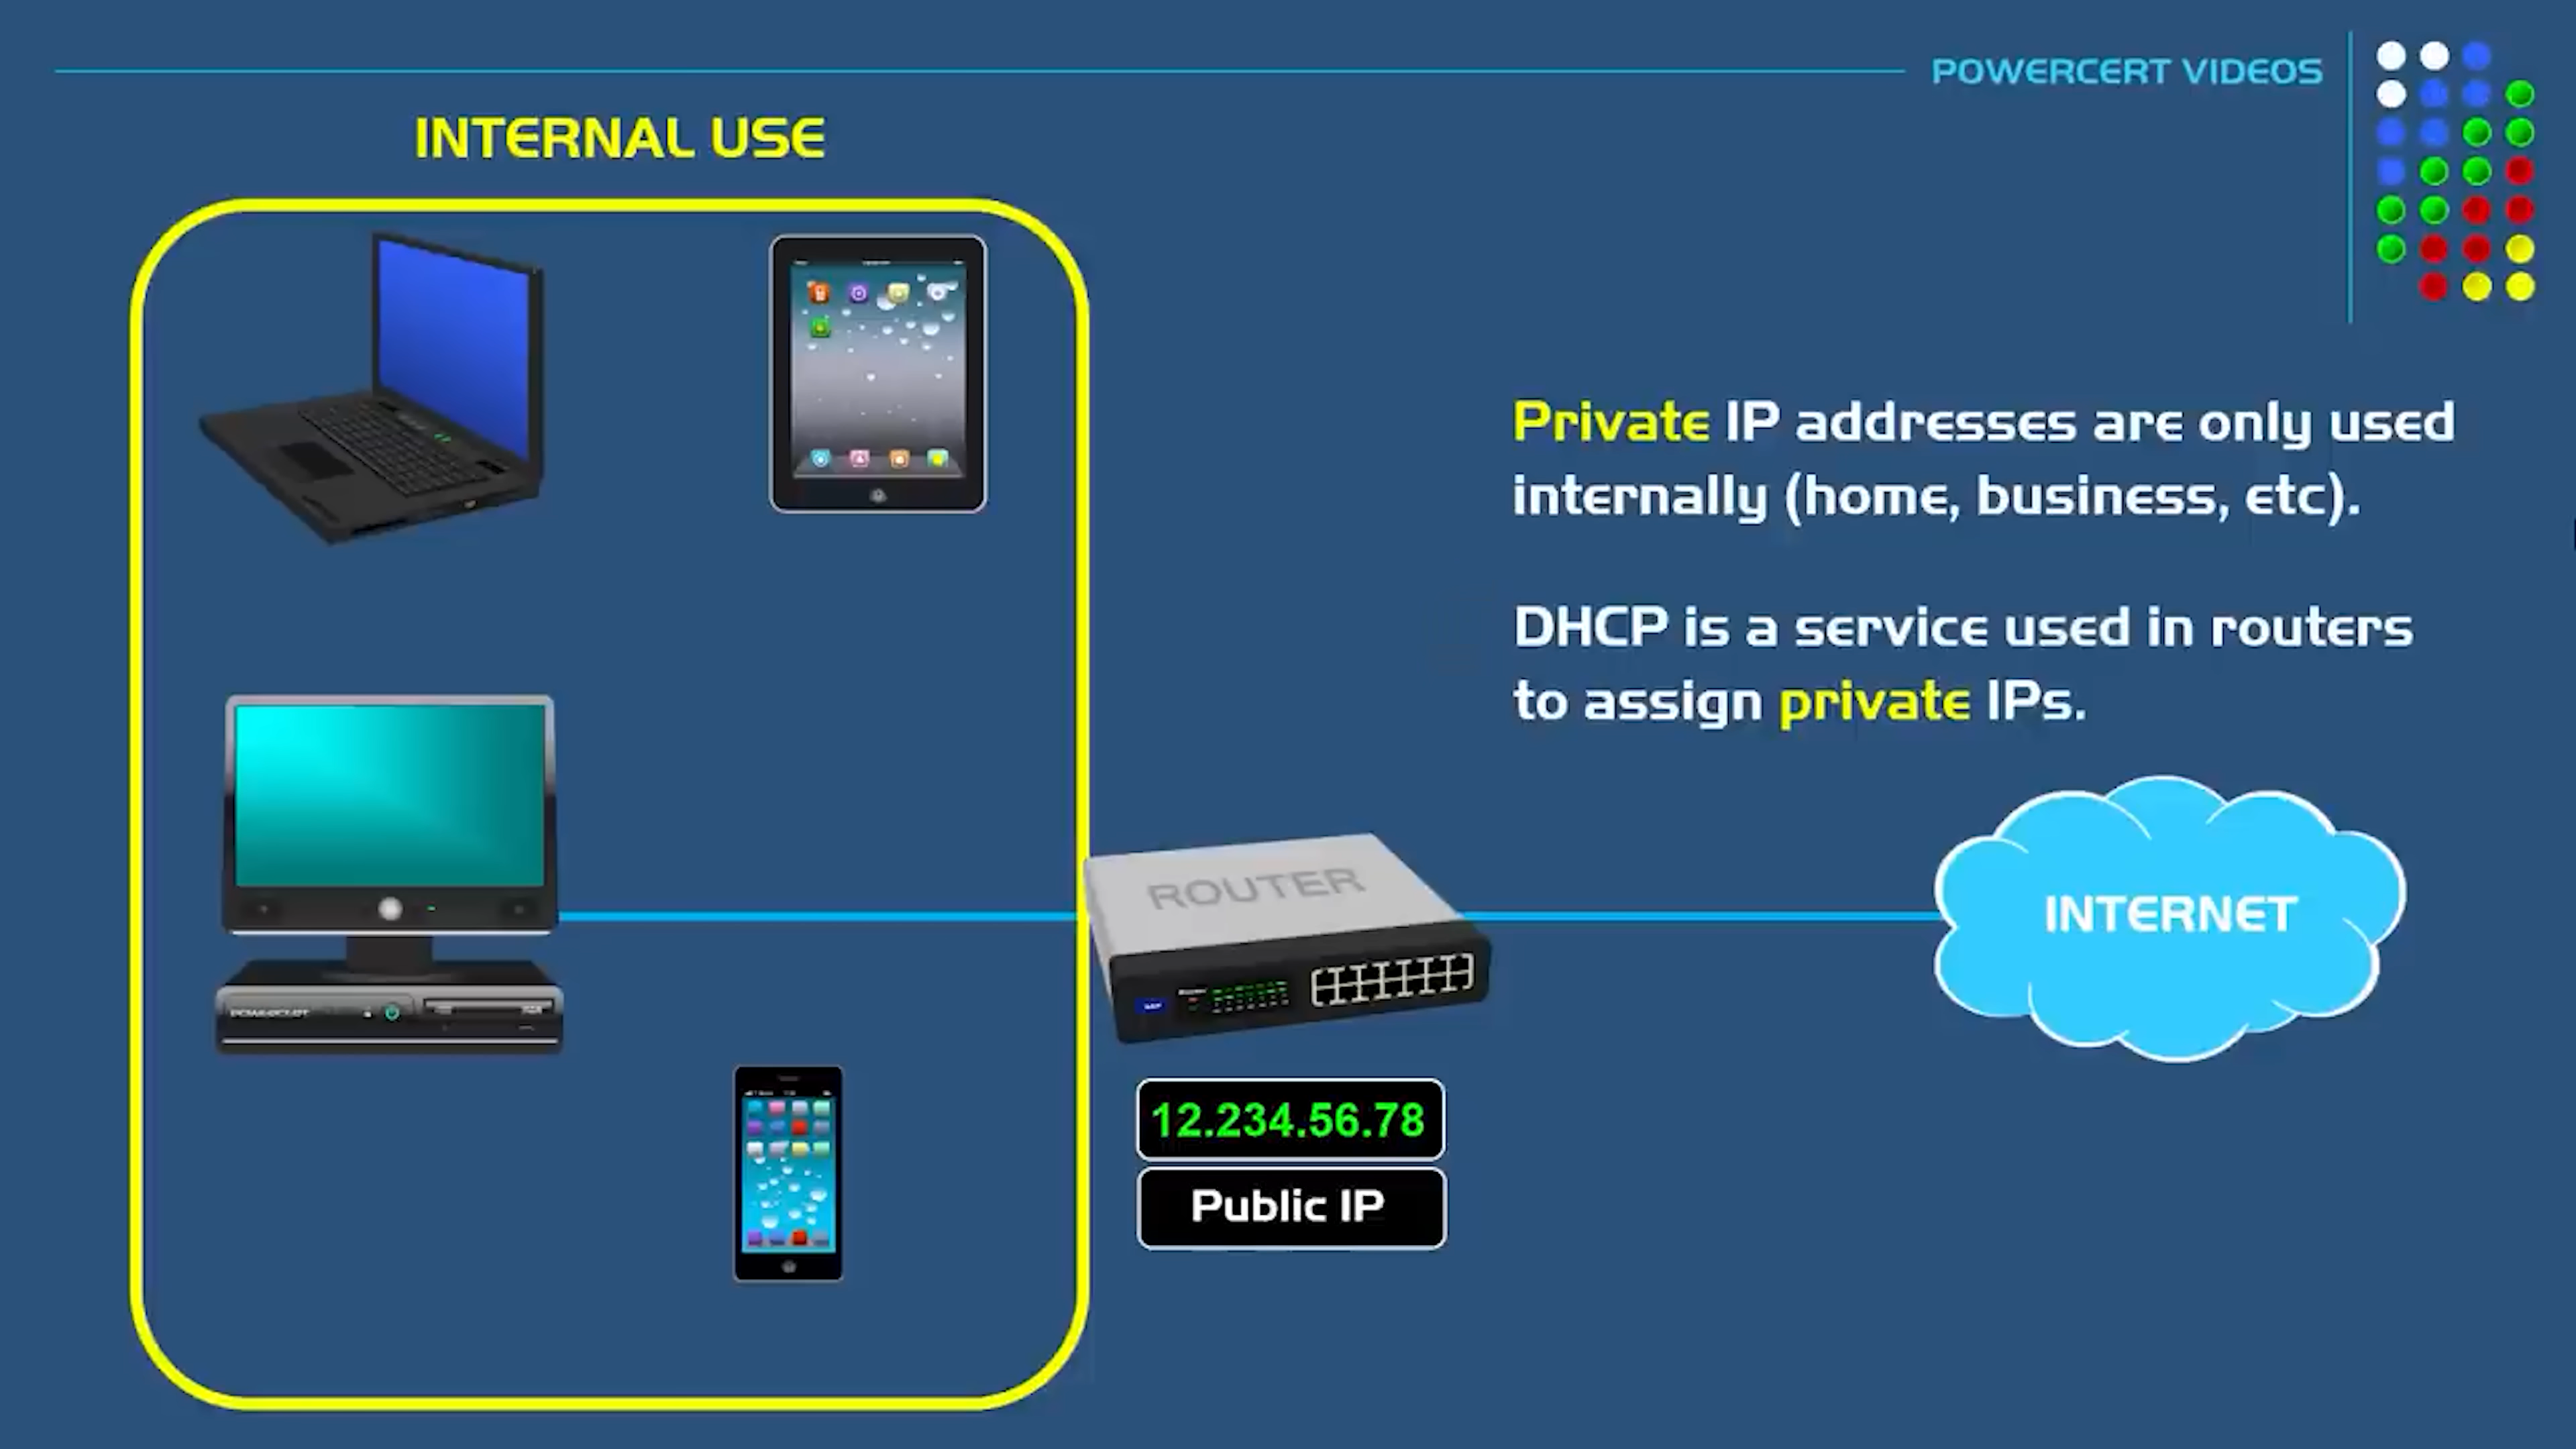 POWERCERT VIDEOS
INTERNAL USE
Private IP addresses are only used
internally (home, business, etc).
DHCP is a service used in routers
to assign private IPs.
ROUTER
INTERNET
POWERCERT
12.234.56.78
Public IP